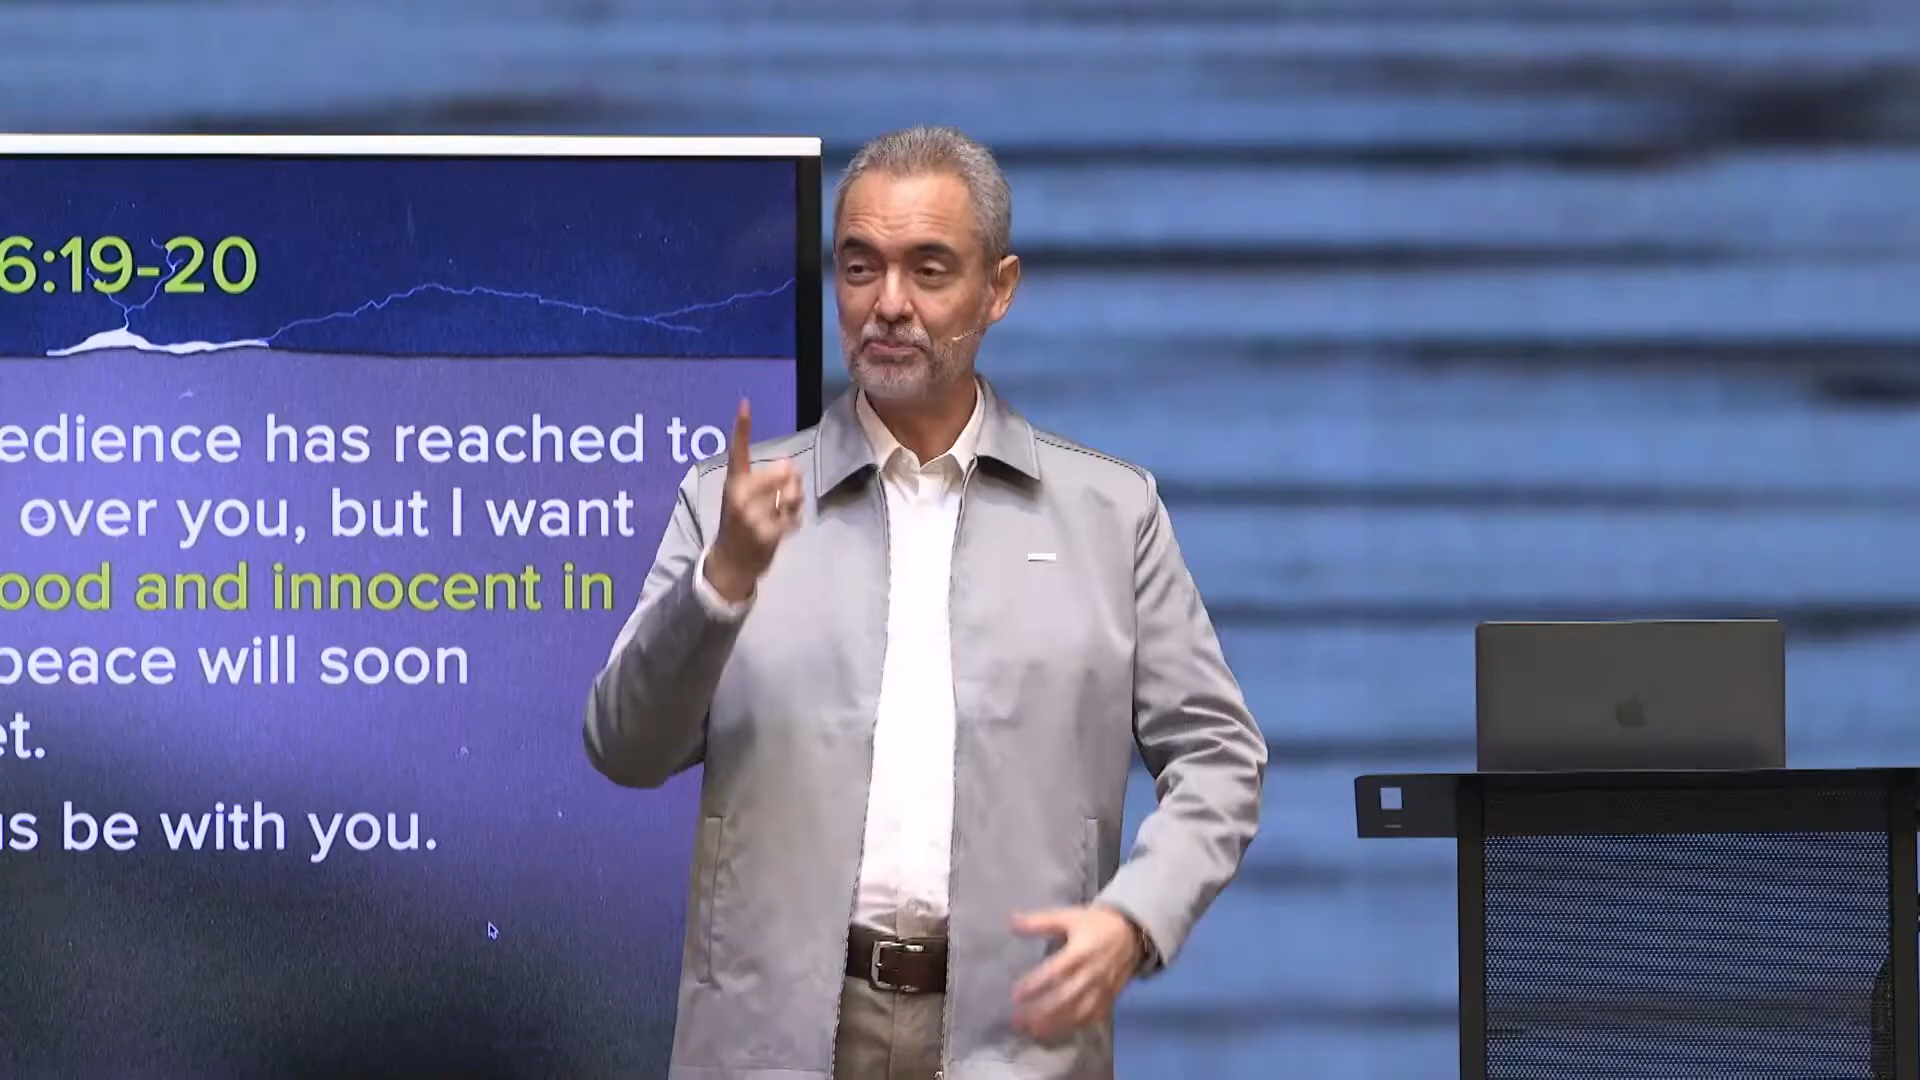 6:19-20
edience has reached to
over you, but I want
ood and innocent in
peace will soon
et.
us be with you.